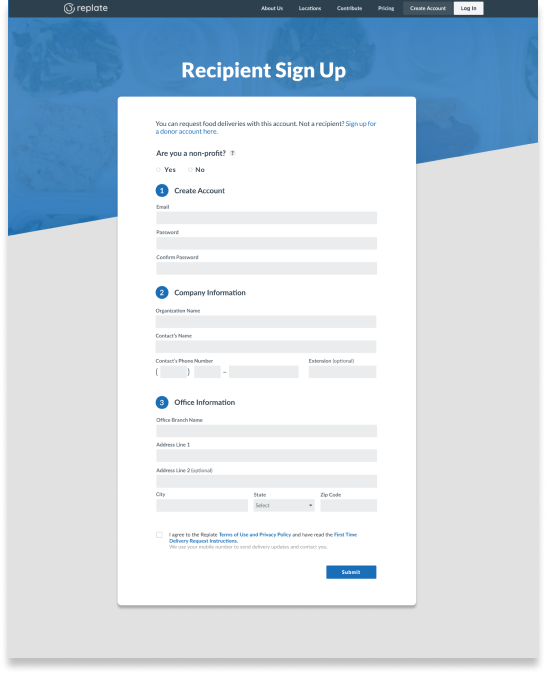 replate
About Us Locations Contribute Pricing Create Account Log In
Recipient Sign Up
You can request food deliveries with this account. Not a recipient? Sign up for
a donor account here.
Are you a non-profit? ?
Yes No
1 Create Account
Email
Password
Confirm Password
2 Company Information
Organization Name
Contact's Name
Contact's Phone Number Extension (optional)
( ) –
3 Office Information
Office Branch Name
Address Line 1
Address Line 2 (optional)
City State Zip Code
Select
I agree to the Replate Terms of Use and Privacy Policy and have read the First Time
Delivery Request Instructions.
We use your mobile number to send delivery updates and contact you.
Submit